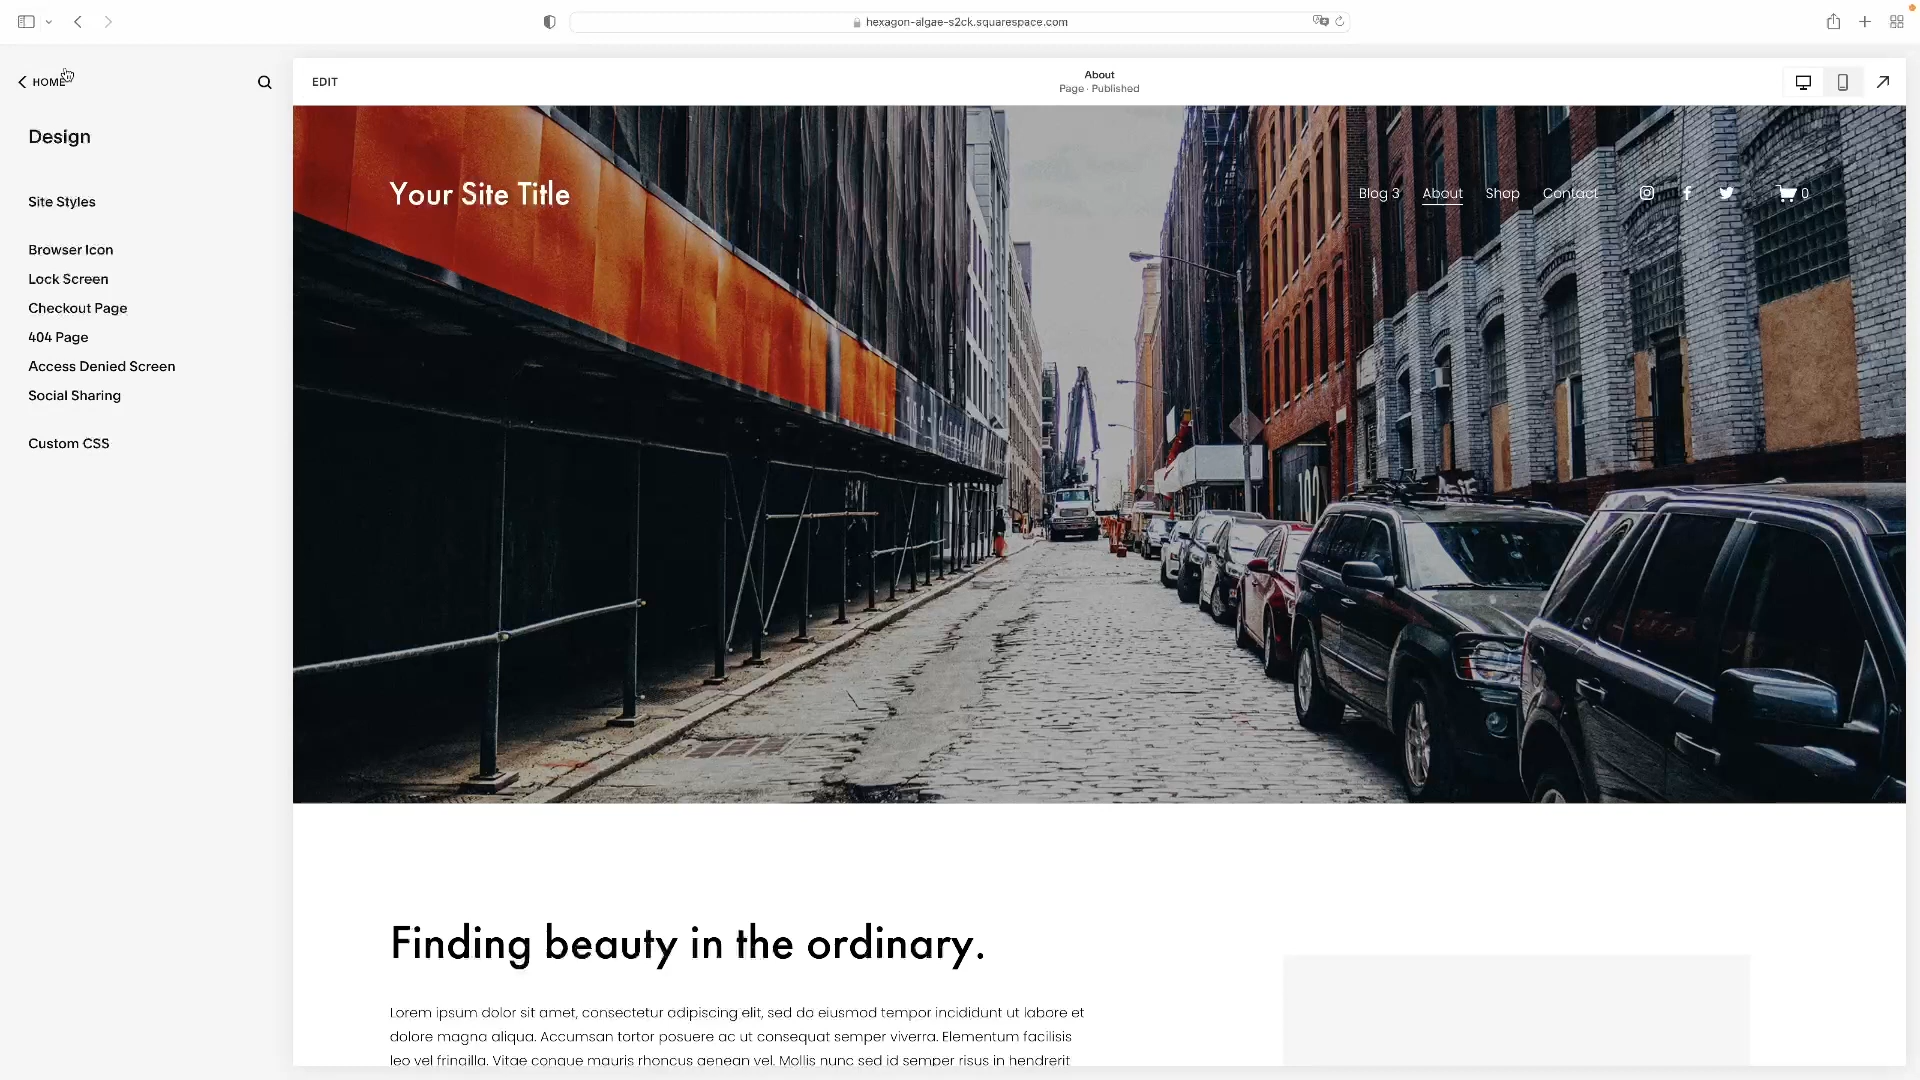 hexagon-algae-s2ck.squarespace.com
HOME
EDIT
About
Page · Published
Design
Site Styles
Browser Icon
Lock Screen
Checkout Page
404 Page
Access Denied Screen
Social Sharing
Custom CSS
Your Site Title
Blog 3 About Shop Contact 0
Finding beauty in the ordinary.
Lorem ipsum dolor sit amet, consectetur adipiscing elit, sed do eiusmod tempor incididunt ut labore et
dolore magna aliqua. Accumsan tortor posuere ac ut consequat semper viverra. Elementum facilisis
leo vel fringilla. Vitae congue mauris rhoncus aenean vel. Mollis nunc sed id semper risus in hendrerit